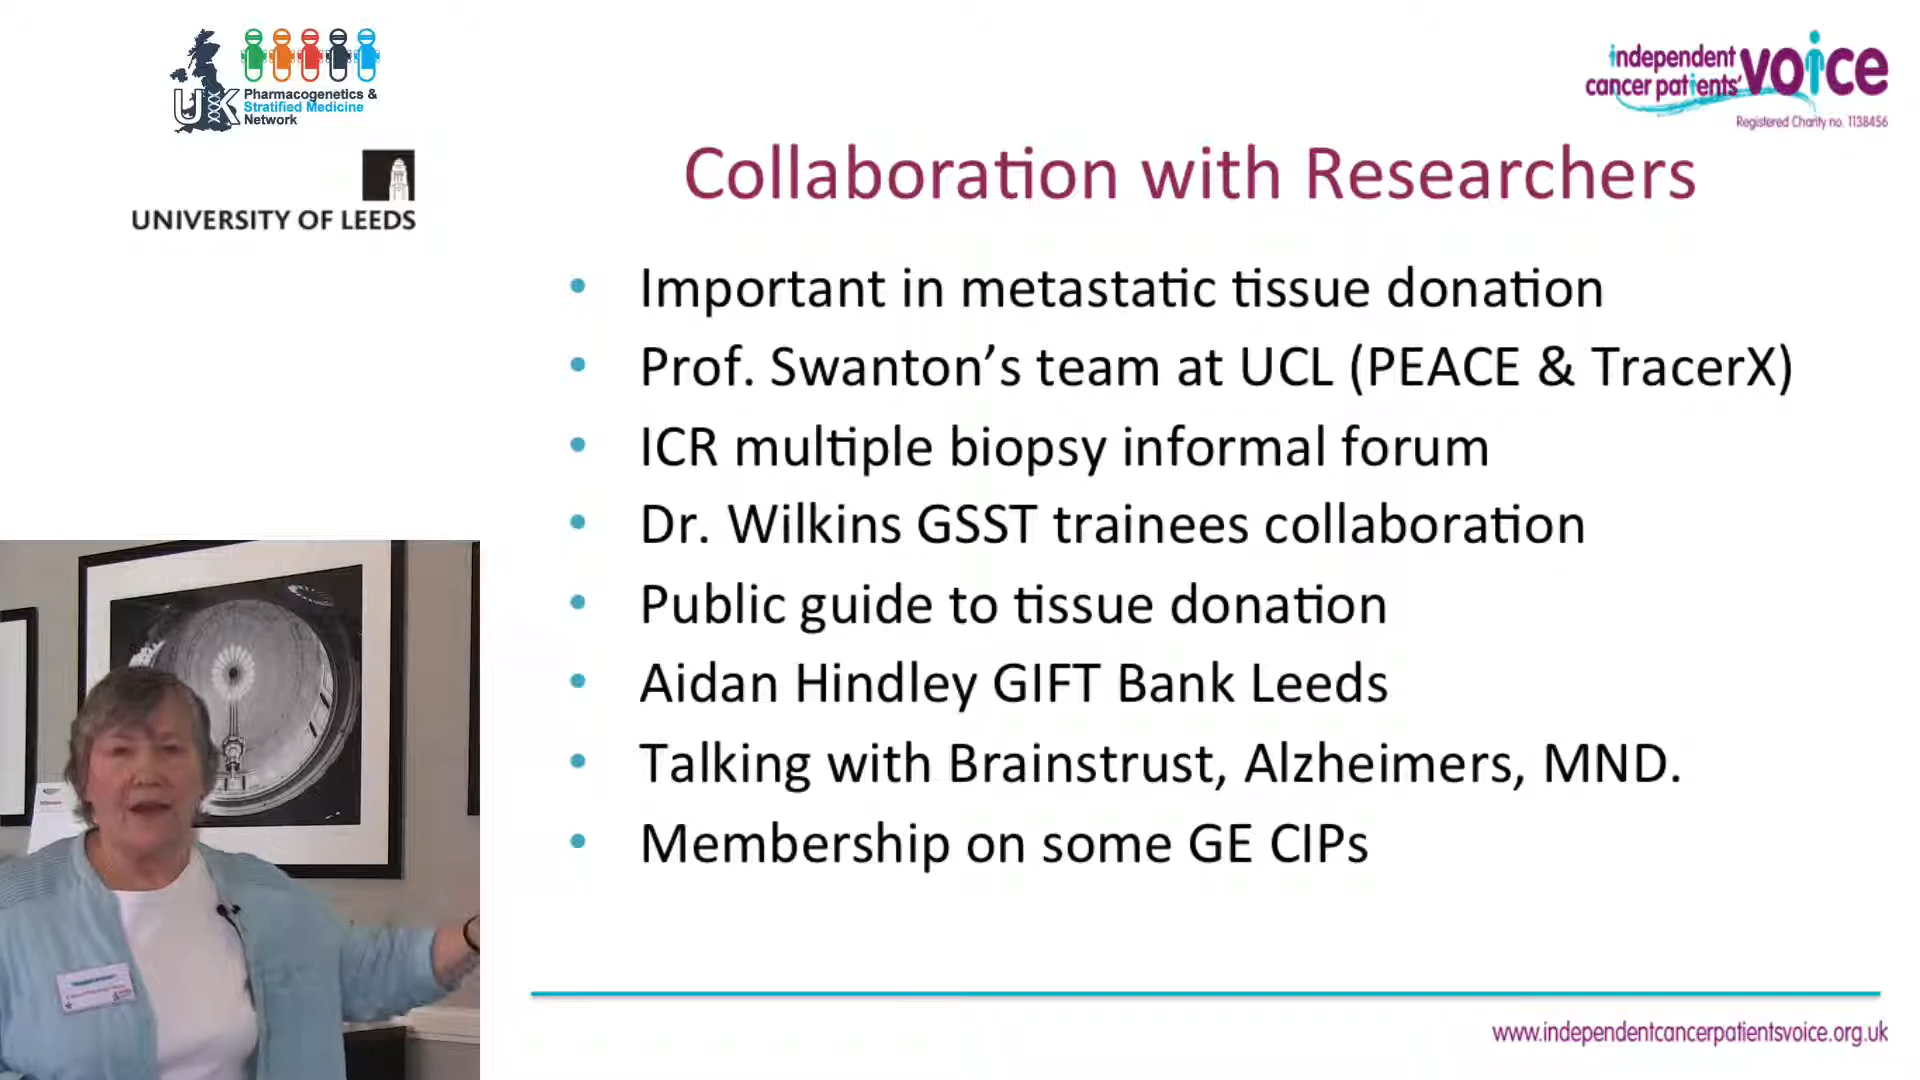 UK
Pharmacogenetics &
Stratified Medicine
Network
UNIVERSITY OF LEEDS
independent
cancer patients'
voice
Registered Charity no. 1138456
Collaboration with Researchers
• Important in metastatic tissue donation
• Prof. Swanton’s team at UCL (PEACE & TracerX)
• ICR multiple biopsy informal forum
• Dr. Wilkins GSST trainees collaboration
• Public guide to tissue donation
• Aidan Hindley GIFT Bank Leeds
• Talking with Brainstrust, Alzheimers, MND.
• Membership on some GE CIPs
www.independentcancerpatientsvoice.org.uk